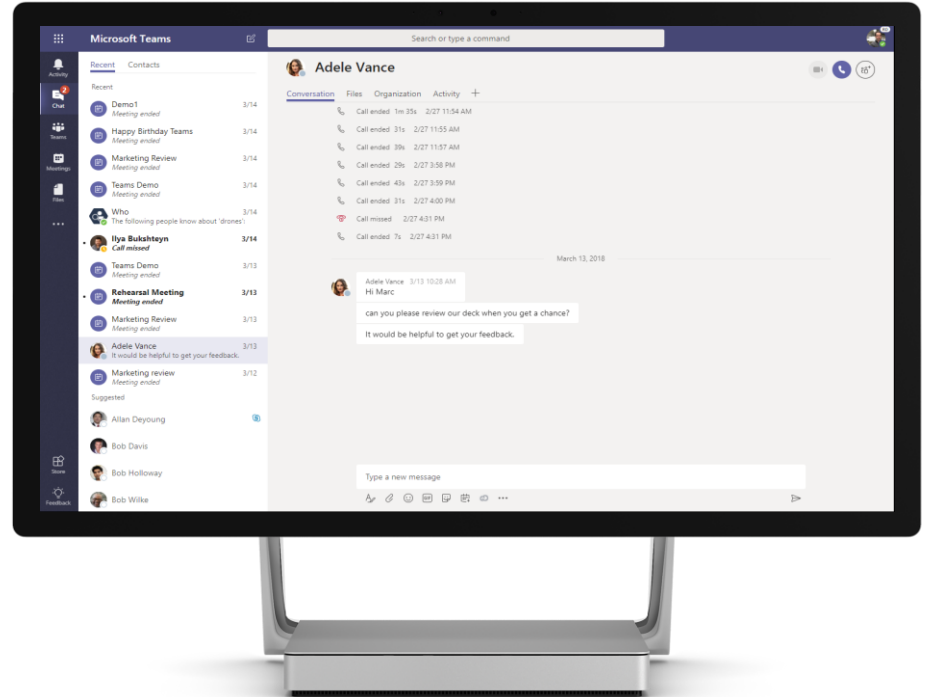 Microsoft Teams
Search or type a command
Activity
2
Chat
Teams
Meetings
Files
Store
Feedback
Recent Contacts
Recent
Demo1 3/14
Meeting ended
Happy Birthday Teams 3/14
Meeting ended
Marketing Review 3/14
Meeting ended
Teams Demo 3/14
Meeting ended
Who 3/14
The following people know about 'drones':
Ilya Bukshteyn 3/14
Call missed
Teams Demo 3/13
Meeting ended
Rehearsal Meeting 3/13
Meeting ended
Marketing Review 3/13
Meeting ended
Adele Vance 3/13
It would be helpful to get your feedback.
Marketing review 3/12
Meeting ended
Suggested
Allan Deyoung
Bob Davis
Bob Holloway
Bob Wilke
Adele Vance
Conversation Files Organization Activity
Call ended 1m 35s 2/27 11:54 AM
Call ended 31s 2/27 11:55 AM
Call ended 39s 2/27 11:57 AM
Call ended 29s 2/27 3:58 PM
Call ended 43s 2/27 3:59 PM
Call ended 31s 2/27 4:00 PM
Call missed 2/27 4:31 PM
Call ended 7s 2/27 4:31 PM
March 13, 2018
Adele Vance 3/13 10:28 AM
Hi Marc
can you please review our deck when you get a chance?
It would be helpful to get your feedback.
Type a new message
GIF